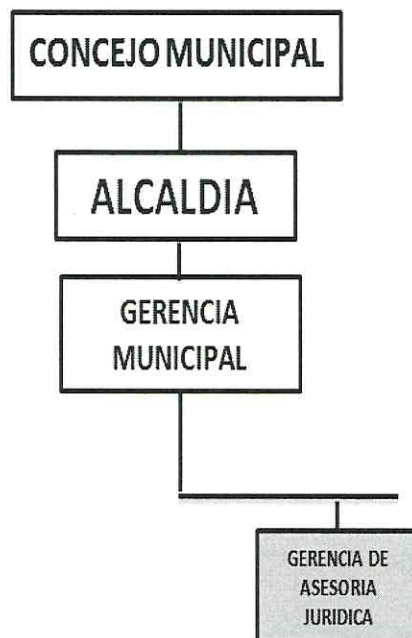 CONCEJO MUNICIPAL
ALCALDIA
GERENCIA
MUNICIPAL
GERENCIA DE
ASESORIA
JURIDICA